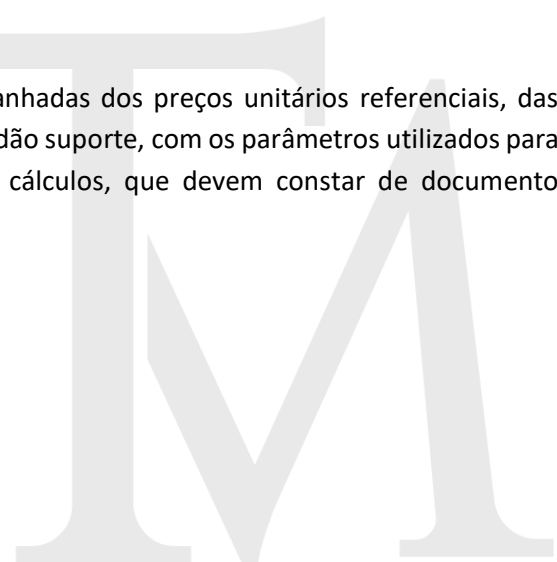 anhadas dos preços unitários referenciais, das
dão suporte, com os parâmetros utilizados para
cálculos, que devem constar de documento